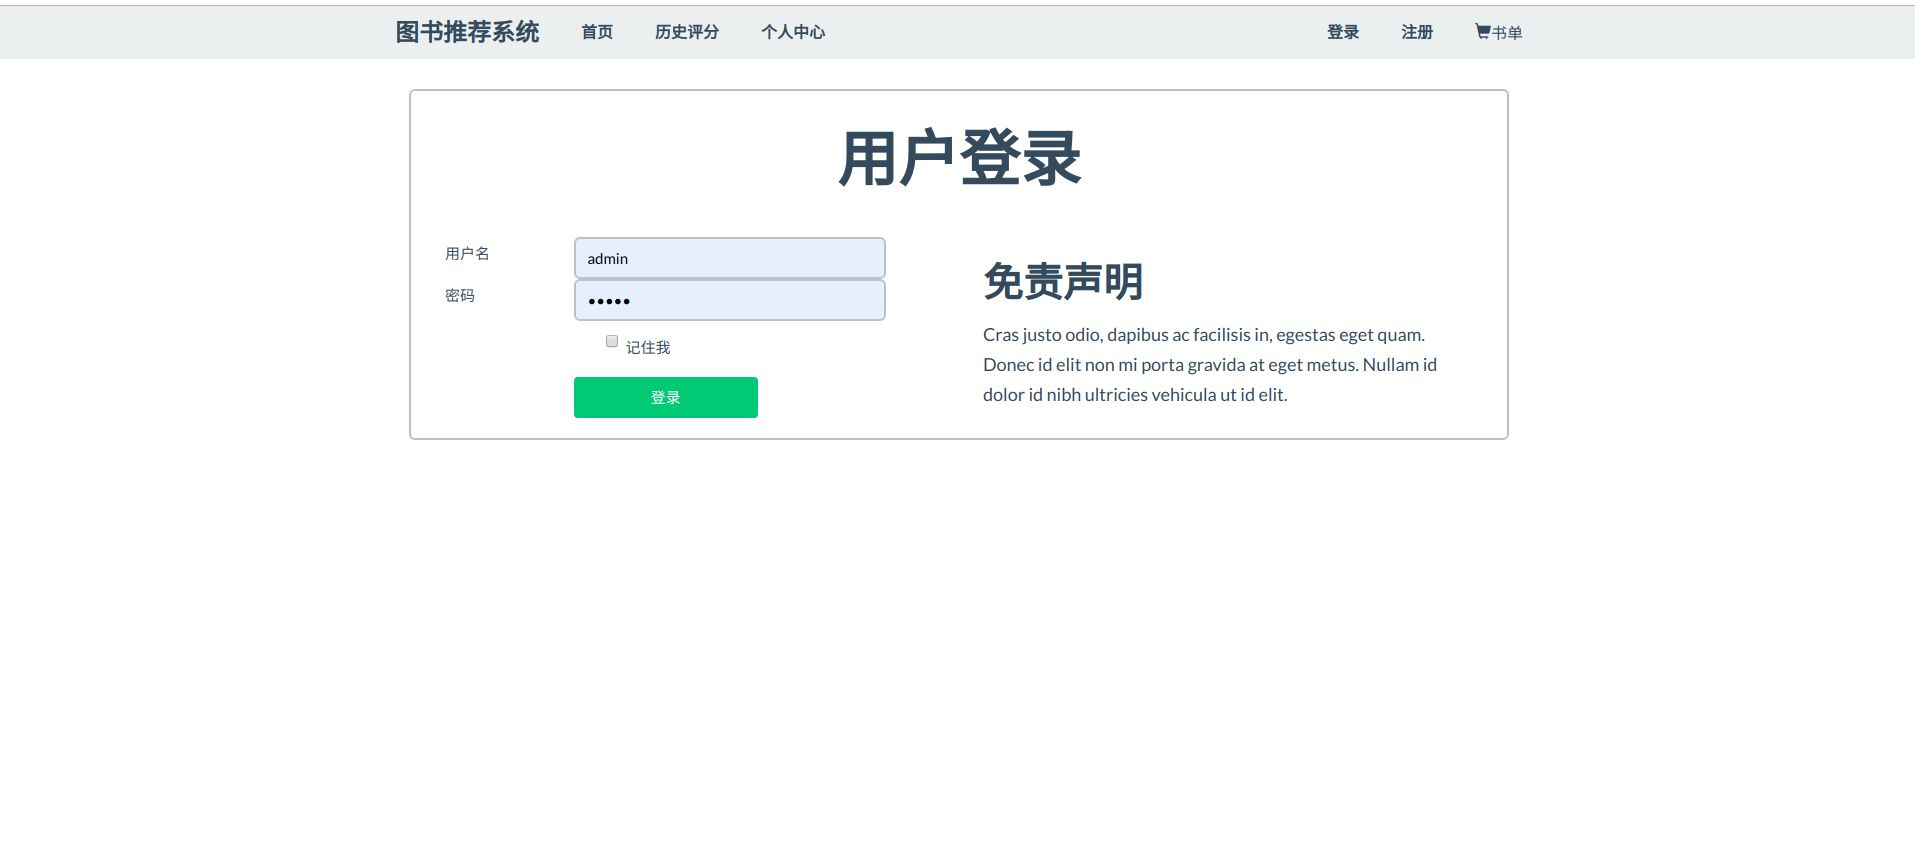 图书推荐系统 首页 历史评分 个人中心 登录 注册 书单
用户登录
用户名 admin
密码 •••••
记住我
登录
免责声明
Cras justo odio, dapibus ac facilisis in, egestas eget quam.
Donec id elit non mi porta gravida at eget metus. Nullam id
dolor id nibh ultricies vehicula ut id elit.